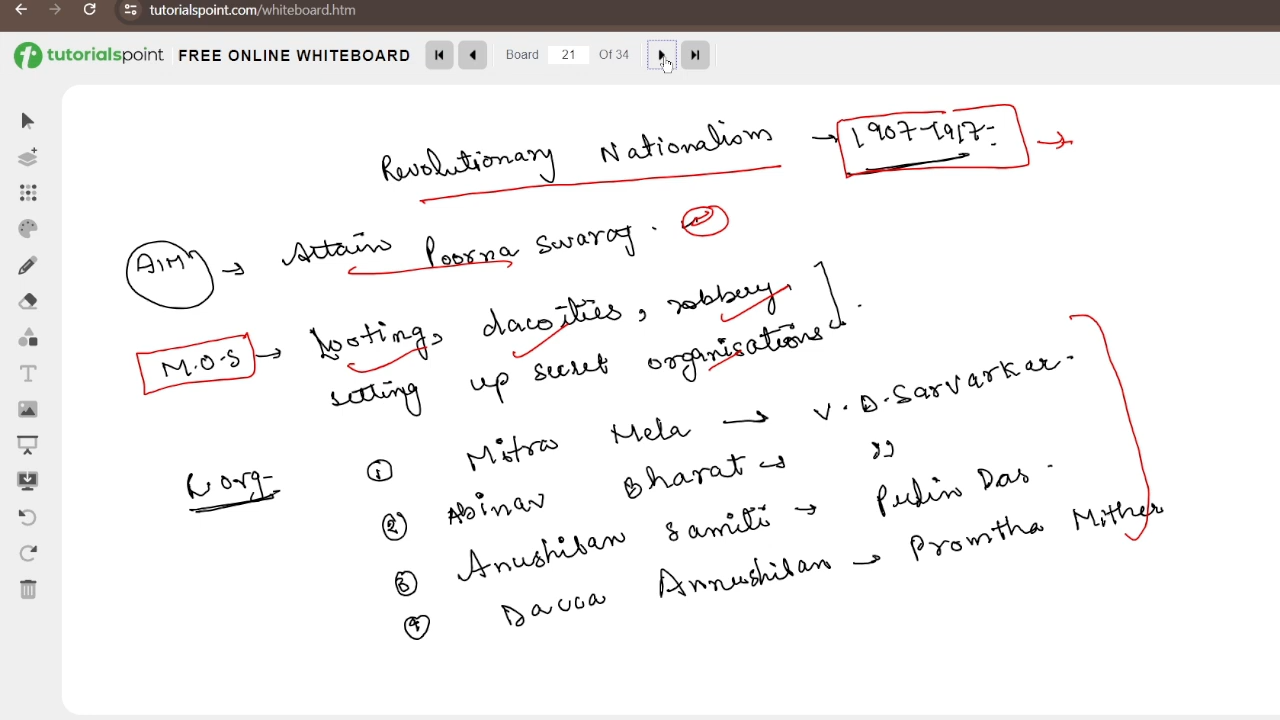 tutorialspoint.com/whiteboard.htm
tutorialspoint FREE ONLINE WHITEBOARD Board 21 Of 34
Revolutionary Nationalism → 1907-1917 →
AIM → Attain Poorna swaraj.
M.O.S → Looting, dacoities, robbery,
setting up secret organisations
R org
① Mitra Mela → V.D. Sarvarkar.
② Abinav Bharat → "
③ Anushilan Samiti → Pulin Das.
④ Dacca Annushilan → Promtha Mither